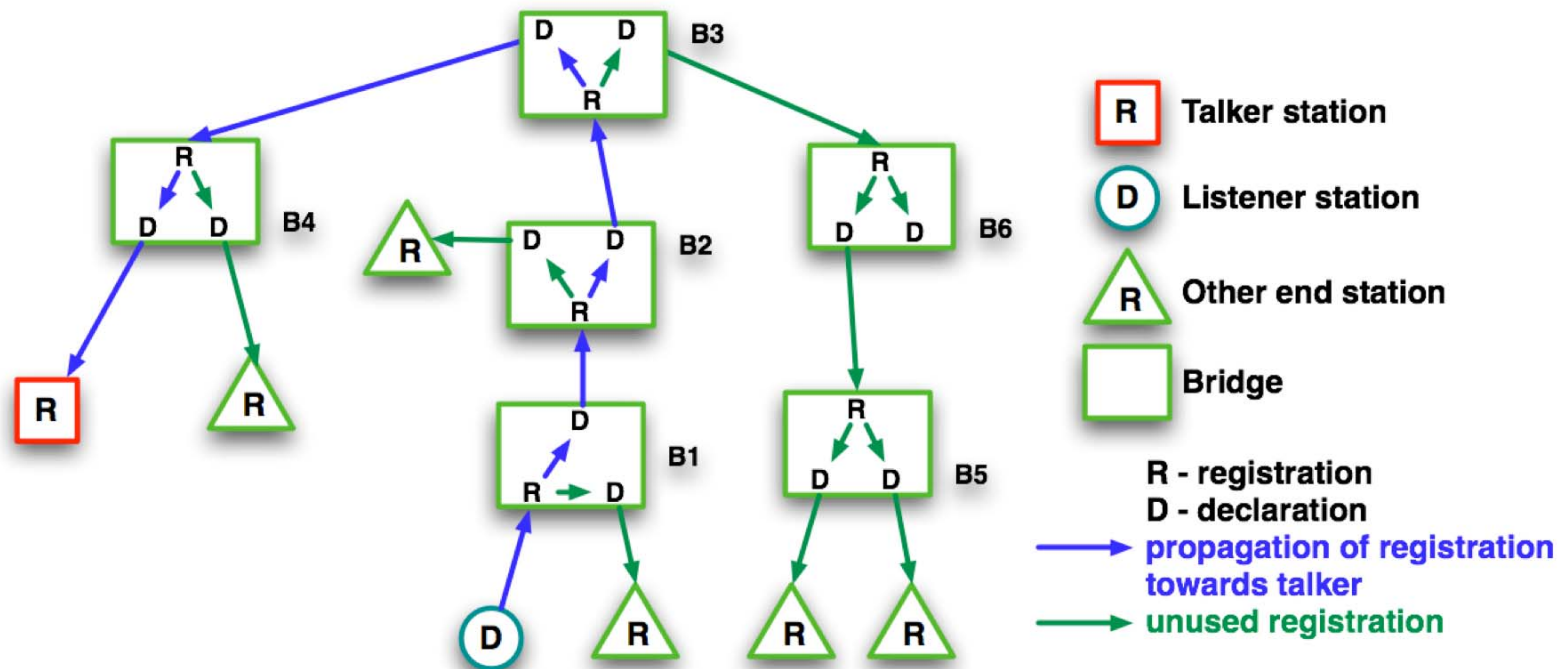 D D B3
R
R Talker station
R
R
D Listener station
D D B4
R
D D B2
D D B6
R
R Other end station
R
R
R
Bridge
D
R D B1
R
D D B5
R - registration
D - declaration
propagation of registration
towards talker
unused registration
D
R
R
R